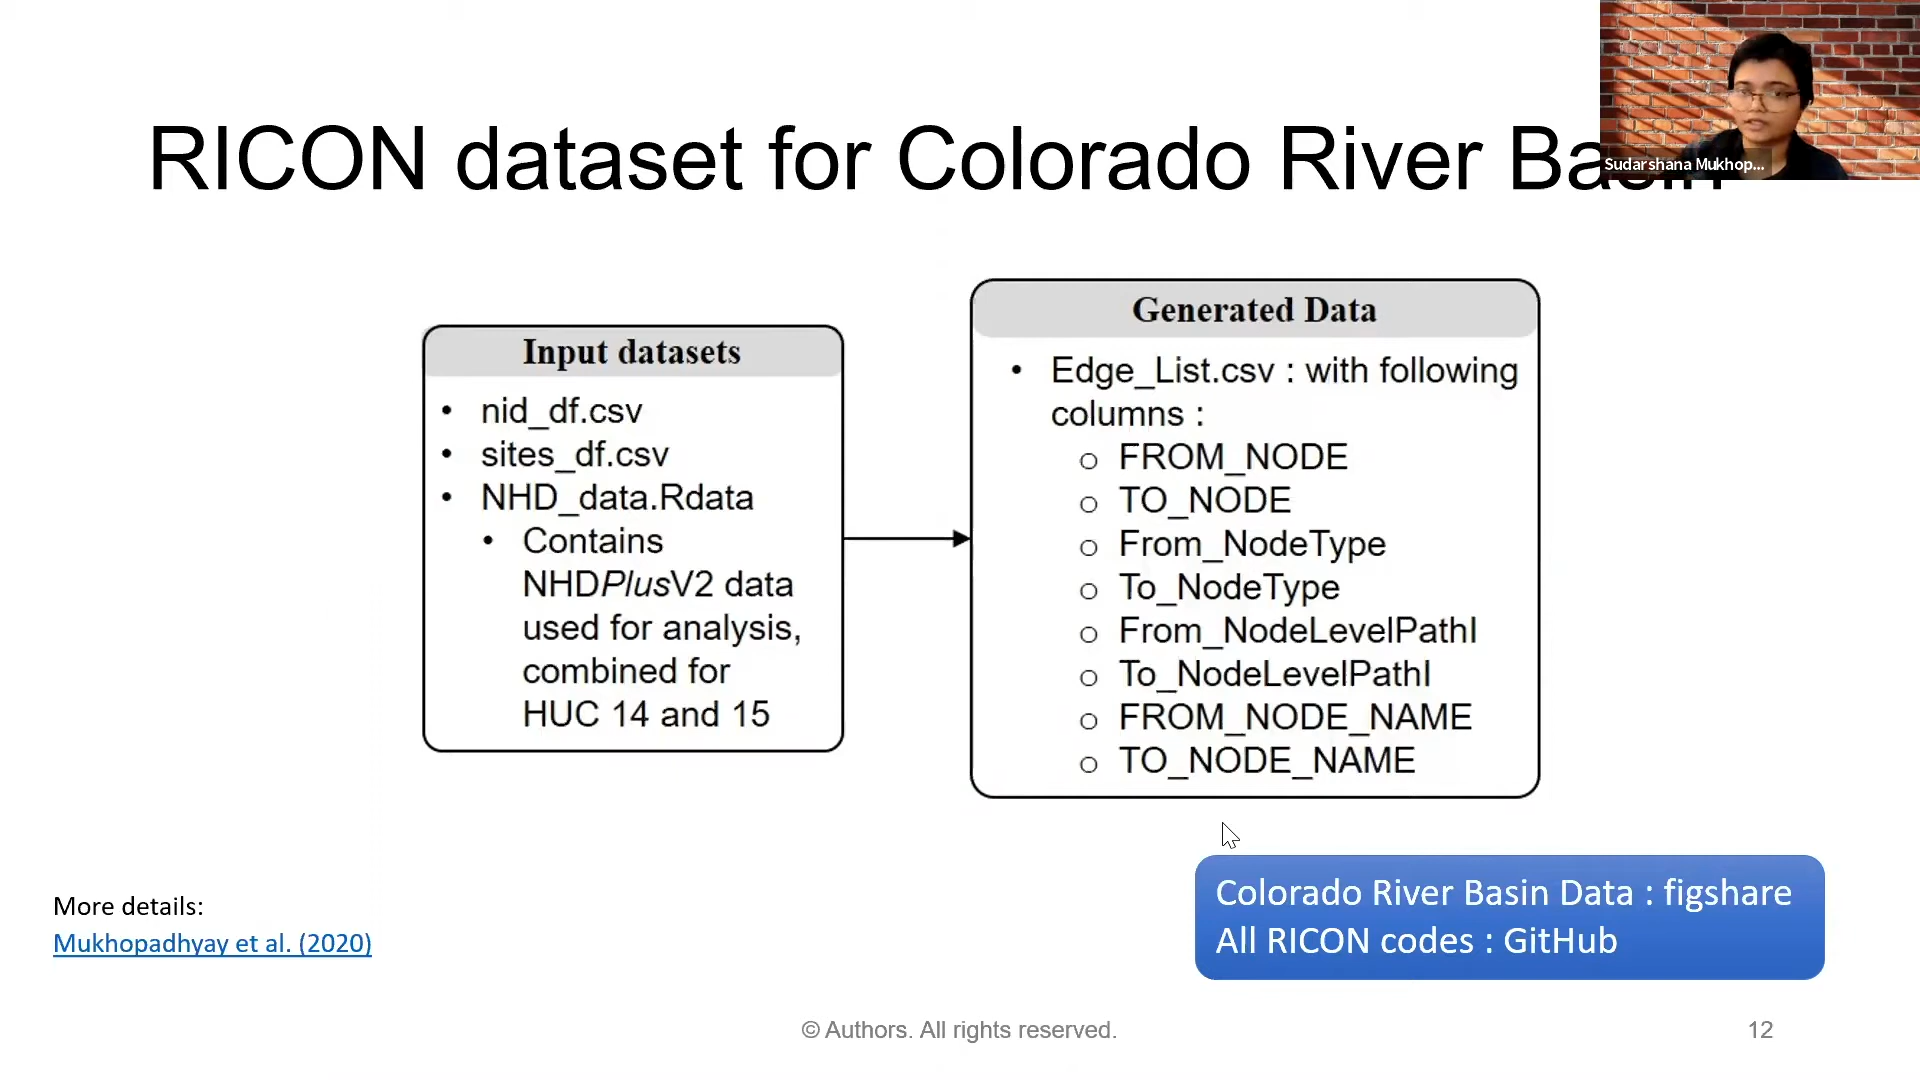 RICON dataset for Colorado River Basin
Sudarshana Mukhop...
Input datasets
• nid_df.csv
• sites_df.csv
• NHD_data.Rdata
• Contains
NHDPlusV2 data
used for analysis,
combined for
HUC 14 and 15
Generated Data
• Edge_List.csv : with following
columns :
o FROM_NODE
o TO_NODE
o From_NodeType
o To_NodeType
o From_NodeLevelPathI
o To_NodeLevelPathI
o FROM_NODE_NAME
o TO_NODE_NAME
More details:
Mukhopadhyay et al. (2020)
Colorado River Basin Data : figshare
All RICON codes : GitHub
© Authors. All rights reserved.
12